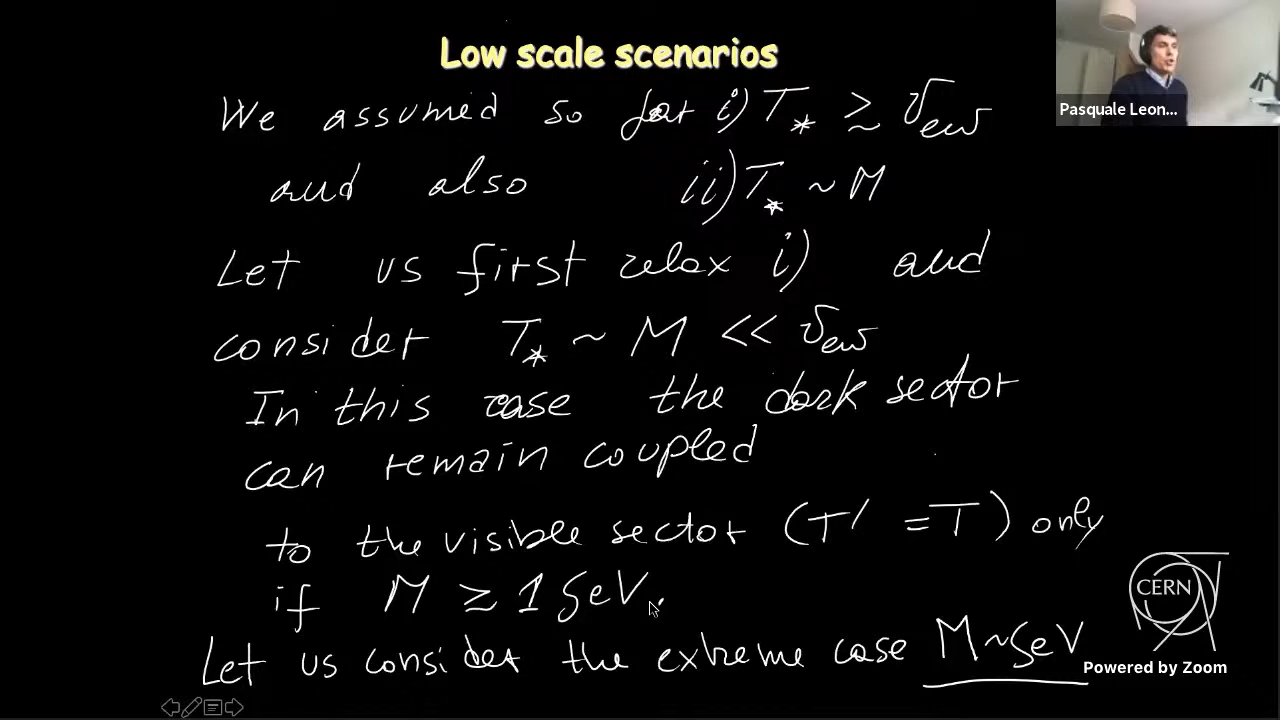 Low scale scenarios
Pasquale Leon...
We assumed so far i) T* ≳ vew
and also ii) T* ~ M
Let us first relax i) and
consider T* ~ M << vew
In this case the dark sector
can remain coupled
to the visible sector (T' = T) only
if M ≳ 1 GeV.
Let us consider the extreme case M~GeV
CERN
Powered by Zoom